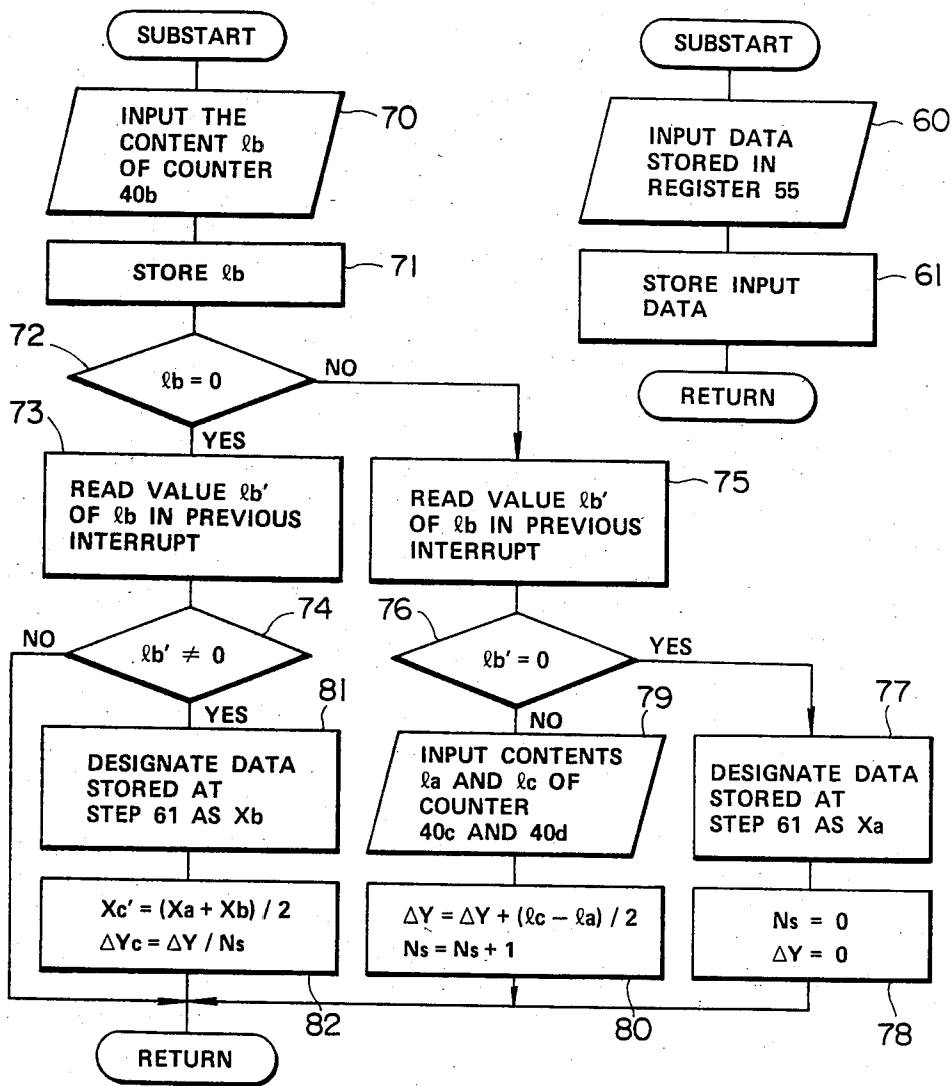 SUBSTART
70
INPUT THE
CONTENT ℓb
OF COUNTER
40b
71
STORE ℓb
72
ℓb = 0
NO
YES
73
READ VALUE ℓb'
OF ℓb IN PREVIOUS
INTERRUPT
74
ℓb' ≠ 0
NO
YES
81
DESIGNATE DATA
STORED AT
STEP 61 AS Xb
Xc' = (Xa + Xb) / 2
ΔYc = ΔY / Ns
82
RETURN
75
READ VALUE ℓb'
OF ℓb IN PREVIOUS
INTERRUPT
76
ℓb' = 0
YES
NO
79
INPUT CONTENTS
ℓa AND ℓc OF
COUNTER
40c AND 40d
ΔY = ΔY + (ℓc − ℓa) / 2
Ns = Ns + 1
80
77
DESIGNATE DATA
STORED AT
STEP 61 AS Xa
Ns = 0
ΔY = 0
78
SUBSTART
60
INPUT DATA
STORED IN
REGISTER 55
61
STORE INPUT
DATA
RETURN